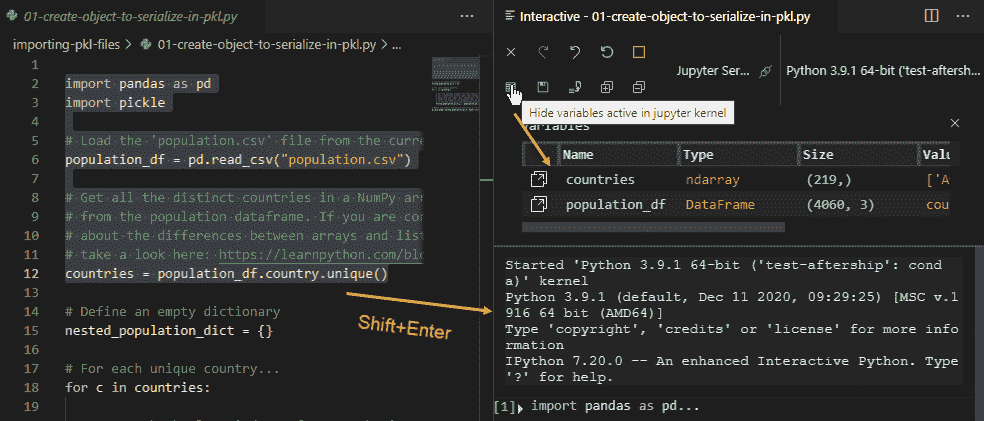 01-create-object-to-serialize-in-pkl.py
importing-pkl-files > 01-create-object-to-serialize-in-pkl.py > ...
1
2 import pandas as pd
3 import pickle
4
5 # Load the 'population.csv' file from the curre
6 population_df = pd.read_csv("population.csv")
7
8 # Get all the distinct countries in a NumPy arr
9 # from the population dataframe. If you are con
10 # about the differences between arrays and list
11 # take a look here: https://learnpython.com/blo
12 countries = population_df.country.unique()
13
14 # Define an empty dictionary
15 nested_population_dict = {}
16
17 # For each unique country...
18 for c in countries:
19
Shift+Enter
Interactive - 01-create-object-to-serialize-in-pkl.py
Jupyter Ser...
Python 3.9.1 64-bit ('test-aftersh...
Hide variables active in jupyter kernel
Variables
Name Type Size Valu
countries ndarray (219,) ['A
population_df DataFrame (4060, 3) cou
Started 'Python 3.9.1 64-bit ('test-aftership': cond
a)' kernel
Python 3.9.1 (default, Dec 11 2020, 09:29:25) [MSC v.1
916 64 bit (AMD64)]
Type 'copyright', 'credits' or 'license' for more info
rmation
IPython 7.20.0 -- An enhanced Interactive Python. Type
'?' for help.
[1] import pandas as pd...